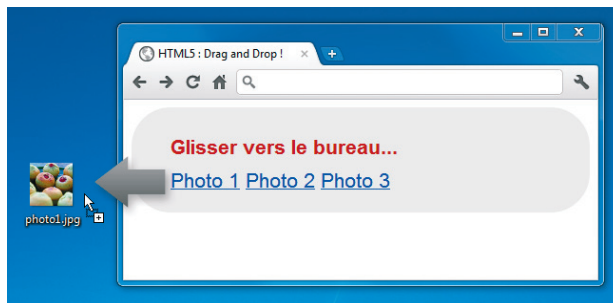 HTML5 : Drag and Drop !
Glisser vers le bureau...
Photo 1 Photo 2 Photo 3
photo1.jpg